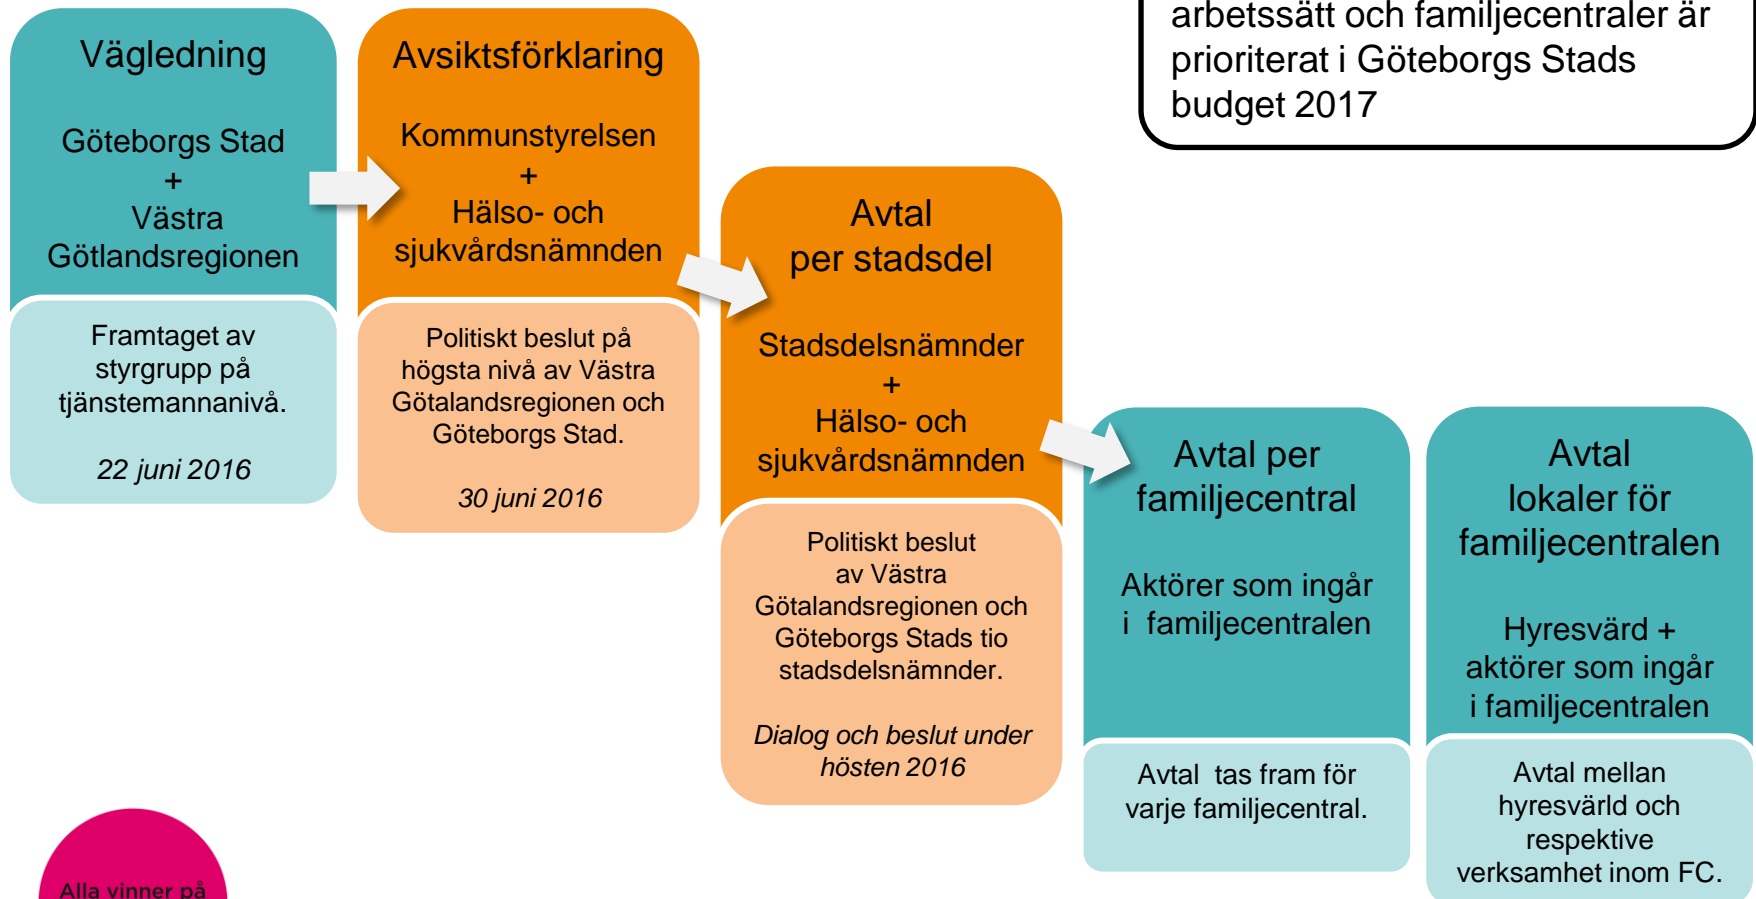 Vägledning
Göteborgs Stad
+
Västra
Götlandsregionen
Framtaget av
styrgrupp på
tjänstemannanivå.
22 juni 2016
Avsiktsförklaring
Kommunstyrelsen
+
Hälso- och
sjukvårdsnämnden
Politiskt beslut på
högsta nivå av Västra
Götalandsregionen och
Göteborgs Stad.
30 juni 2016
arbetssätt och familjecentraler är
prioriterat i Göteborgs Stads
budget 2017
Avtal
per stadsdel
Stadsdelsnämnder
+
Hälso- och
sjukvårdsnämnden
Politiskt beslut
av Västra
Götalandsregionen och
Göteborgs Stads tio
stadsdelsnämnder.
Dialog och beslut under
hösten 2016
Avtal per
familjecentral
Aktörer som ingår
i familjecentralen
Avtal tas fram för
varje familjecentral.
Avtal
lokaler för
familjecentralen
Hyresvärd +
aktörer som ingår
i familjecentralen
Avtal mellan
hyresvärld och
respektive
verksamhet inom FC.
Alla vinner på